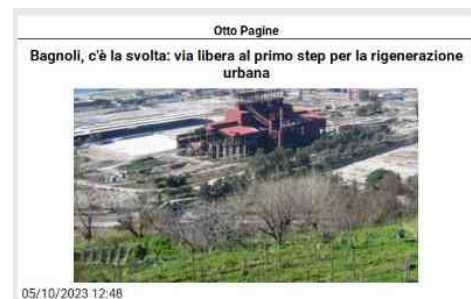 Otto Pagine
Bagnoli, c'è la svolta: via libera al primo step per la rigenerazione
urbana
05/10/2023 12:48